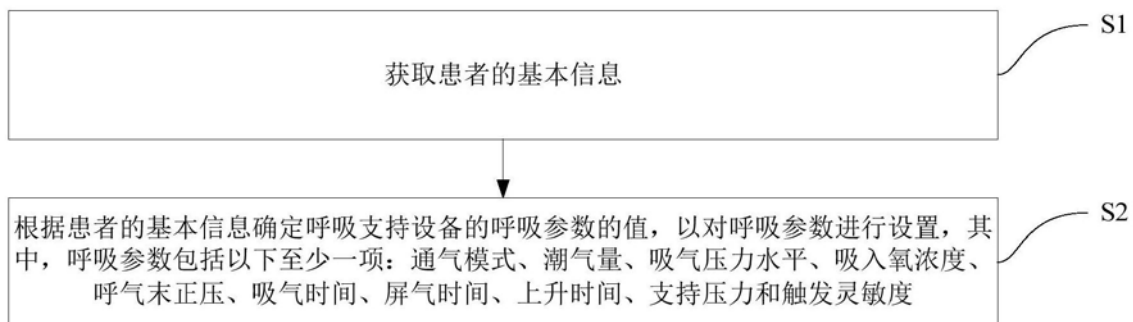 S1
获取患者的基本信息
S2
根据患者的基本信息确定呼吸支持设备的呼吸参数的值，以对呼吸参数进行设置，其
中，呼吸参数包括以下至少一项：通气模式、潮气量、吸气压力水平、吸入氧浓度、
呼气末正压、吸气时间、屏气时间、上升时间、支持压力和触发灵敏度